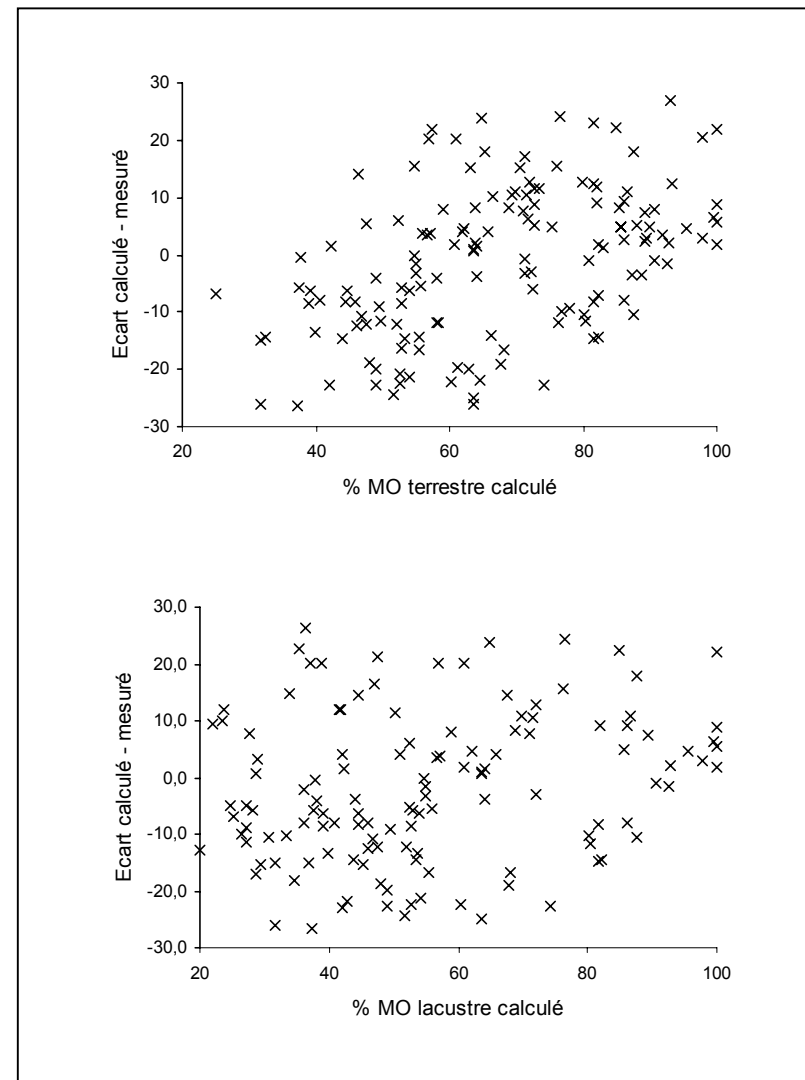 30
20
10
0
-10
-20
-30
20 40 60 80 100
Ecart calculé - mesuré
% MO terrestre calculé
30,0
20,0
10,0
0,0
-10,0
-20,0
-30,0
20 40 60 80 100
Ecart calculé - mesuré
% MO lacustre calculé